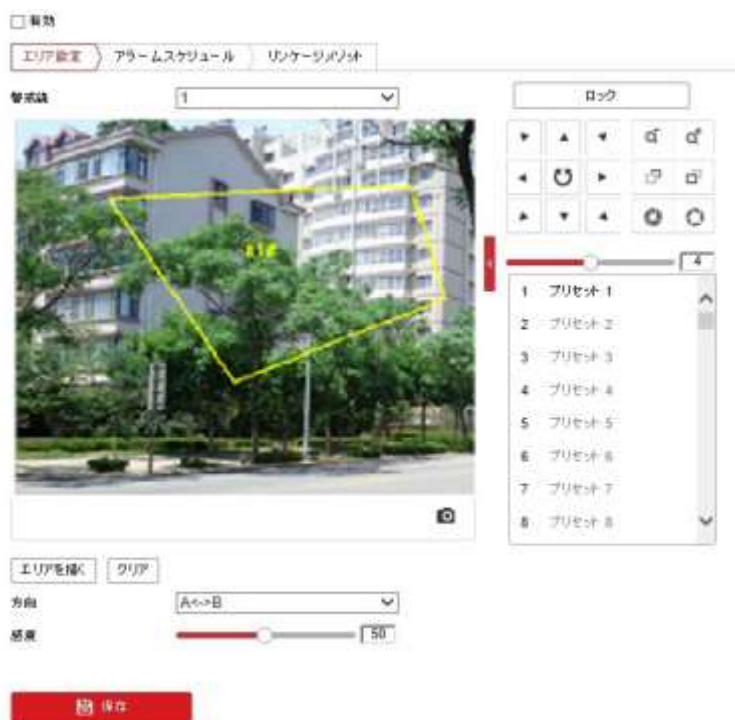 有効
エリア設定 アラームスケジュール リンケージメソット
警戒線 1 ロック
#1#
4
1 プリセット 1
2 プリセット 2
3 プリセット 3
4 プリセット 4
5 プリセット 5
6 プリセット 6
7 プリセット 7
8 プリセット 8
エリアを描く クリア
方向 A<->B
感度 50
保存